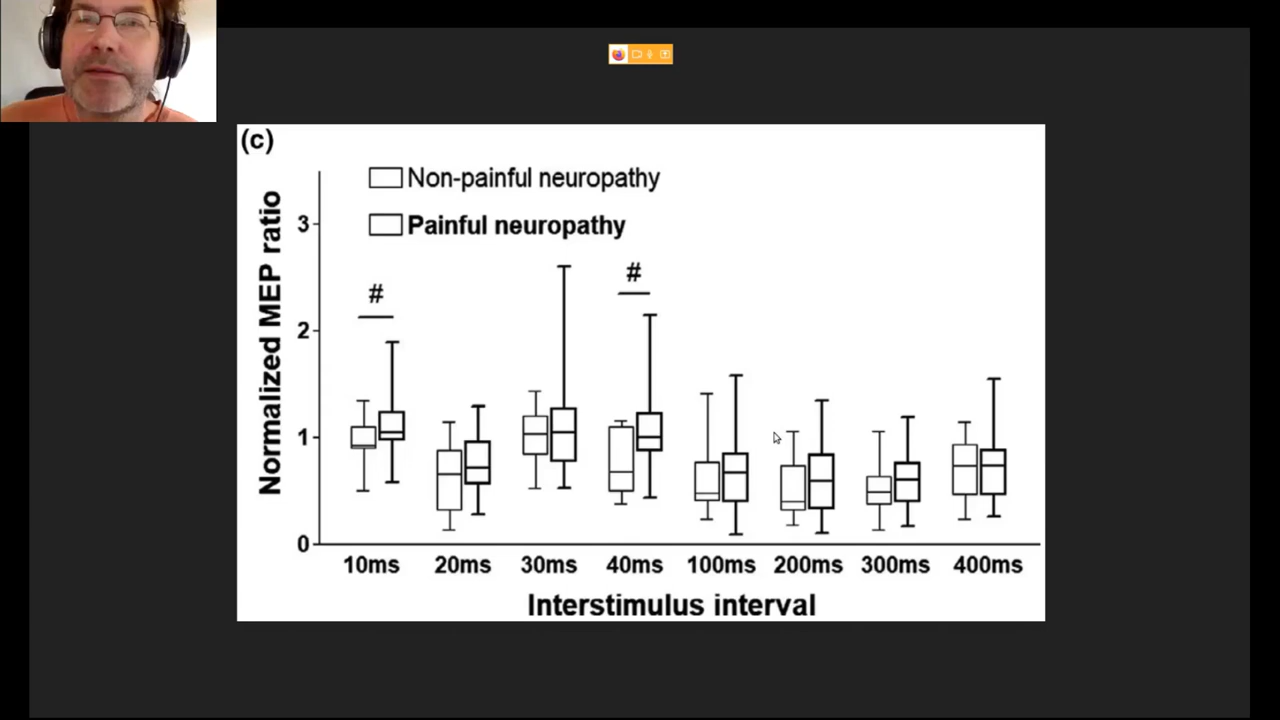 (c)
Non-painful neuropathy
Painful neuropathy
Normalized MEP ratio
3
2
1
0
#
#
10ms 20ms 30ms 40ms 100ms 200ms 300ms 400ms
Interstimulus interval